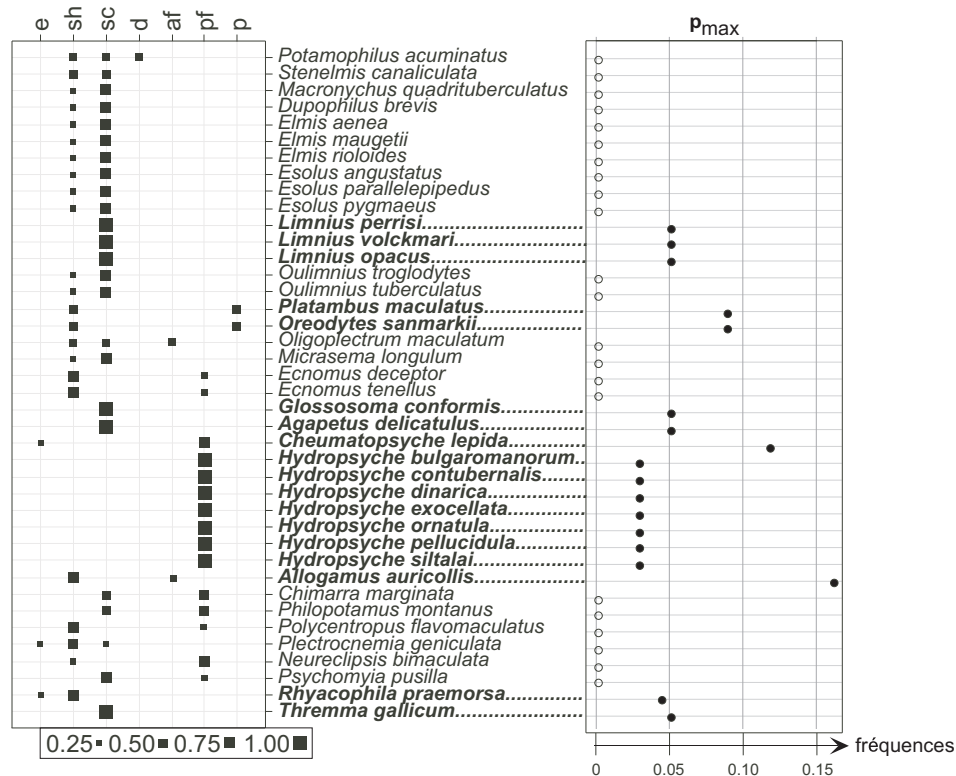 e sh sc d af pf p
p max
Potamophilus acuminatus
Stenelmis canaliculata
Macronychus quadrituberculatus
Dupophilus brevis
Elmis aenea
Elmis maugetii
Elmis rioloides
Esolus angustatus
Esolus parallelepipedus
Esolus pygmaeus
Limnius perrisi
Limnius volckmari
Limnius opacus
Oulimnius troglodytes
Oulimnius tuberculatus
Platambus maculatus
Oreodytes sanmarkii
Oligoplectrum maculatum
Micrasema longulum
Ecnomus deceptor
Ecnomus tenellus
Glossosoma conformis
Agapetus delicatulus
Cheumatopsyche lepida
Hydropsyche bulgaromanorum
Hydropsyche contubernalis
Hydropsyche dinarica
Hydropsyche exocellata
Hydropsyche ornatula
Hydropsyche pellucidula
Hydropsyche siltalai
Allogamus auricollis
Chimarra marginata
Philopotamus montanus
Polycentropus flavomaculatus
Plectrocnemia geniculata
Neureclipsis bimaculata
Psychomyia pusilla
Rhyacophila praemorsa
Thremma gallicum
0.25 0.50 0.75 1.00
fréquences
0 0.05 0.10 0.15